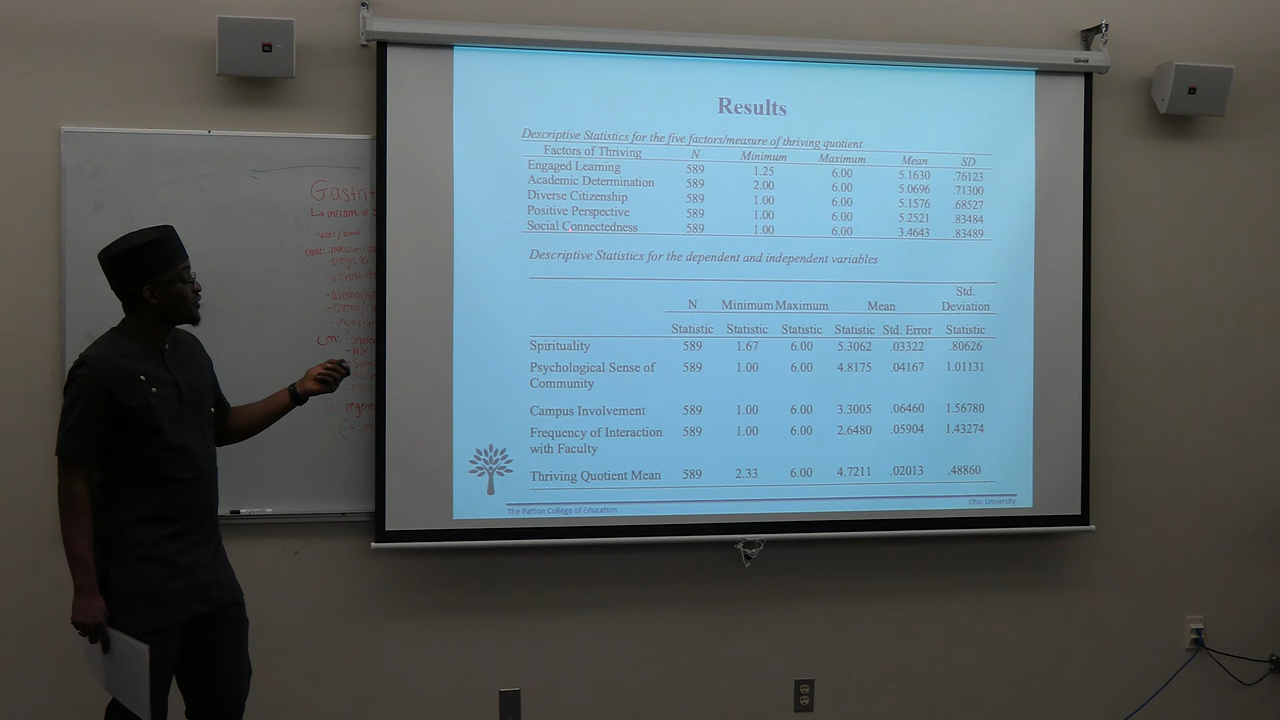 Results
Descriptive Statistics for the five factors/measure of thriving quotient
Factors of Thriving N Minimum Maximum Mean SD
Engaged Learning 589 1.25 6.00 5.1630 .76123
Academic Determination 589 2.00 6.00 5.0696 .71300
Diverse Citizenship 589 1.00 6.00 5.1576 .68527
Positive Perspective 589 1.00 6.00 5.2521 .83484
Social Connectedness 589 1.00 6.00 3.4643 .83489
Descriptive Statistics for the dependent and independent variables
Std.
N Minimum Maximum Mean Deviation
Statistic Statistic Statistic Statistic Std. Error Statistic
Spirituality 589 1.67 6.00 5.3062 .03322 .80626
Psychological Sense of 589 1.00 6.00 4.8175 .04167 1.01131
Community
Campus Involvement 589 1.00 6.00 3.3005 .06460 1.56780
Frequency of Interaction 589 1.00 6.00 2.6480 .05904 1.43274
with Faculty
Thriving Quotient Mean 589 2.33 6.00 4.7211 .02013 .48860
The Patton College of Education Ohio University
Gastrit
inflam of
alcoholis